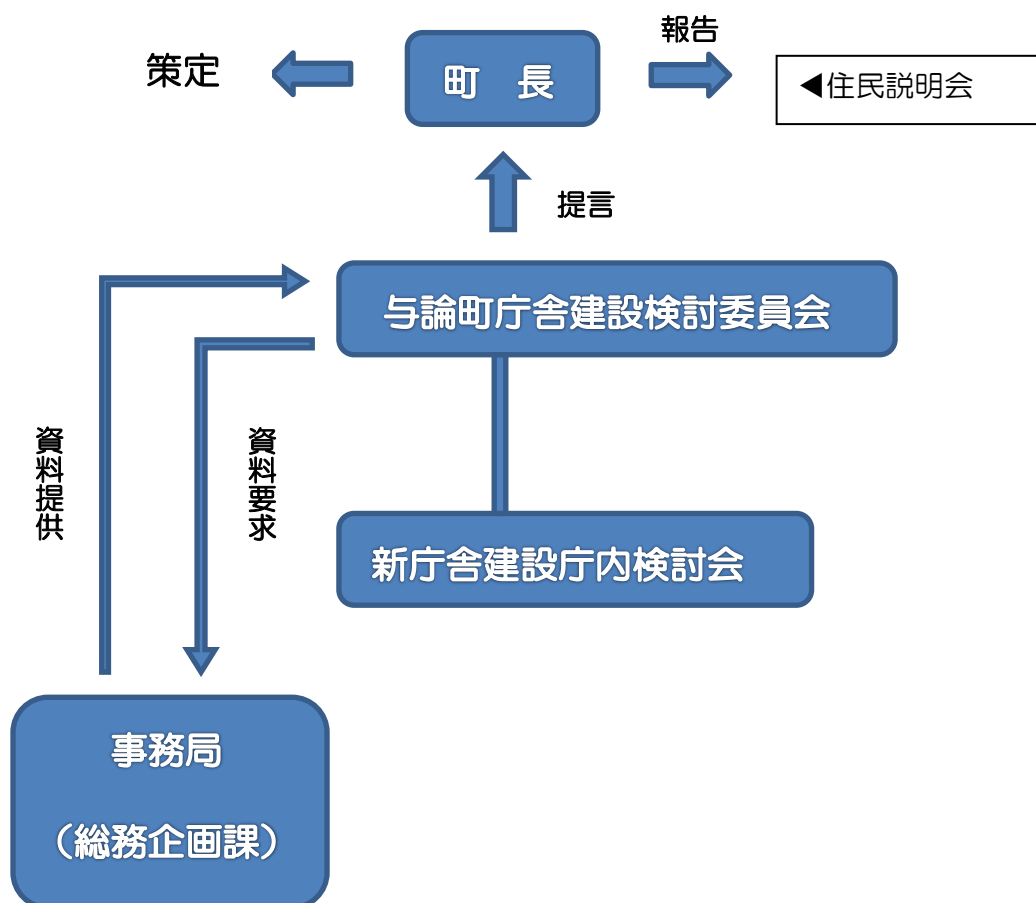 報告
策定
町　長
◀住民説明会
提言
与論町庁舎建設検討委員会
資料提供
資料要求
新庁舎建設庁内検討会
事務局
（総務企画課）